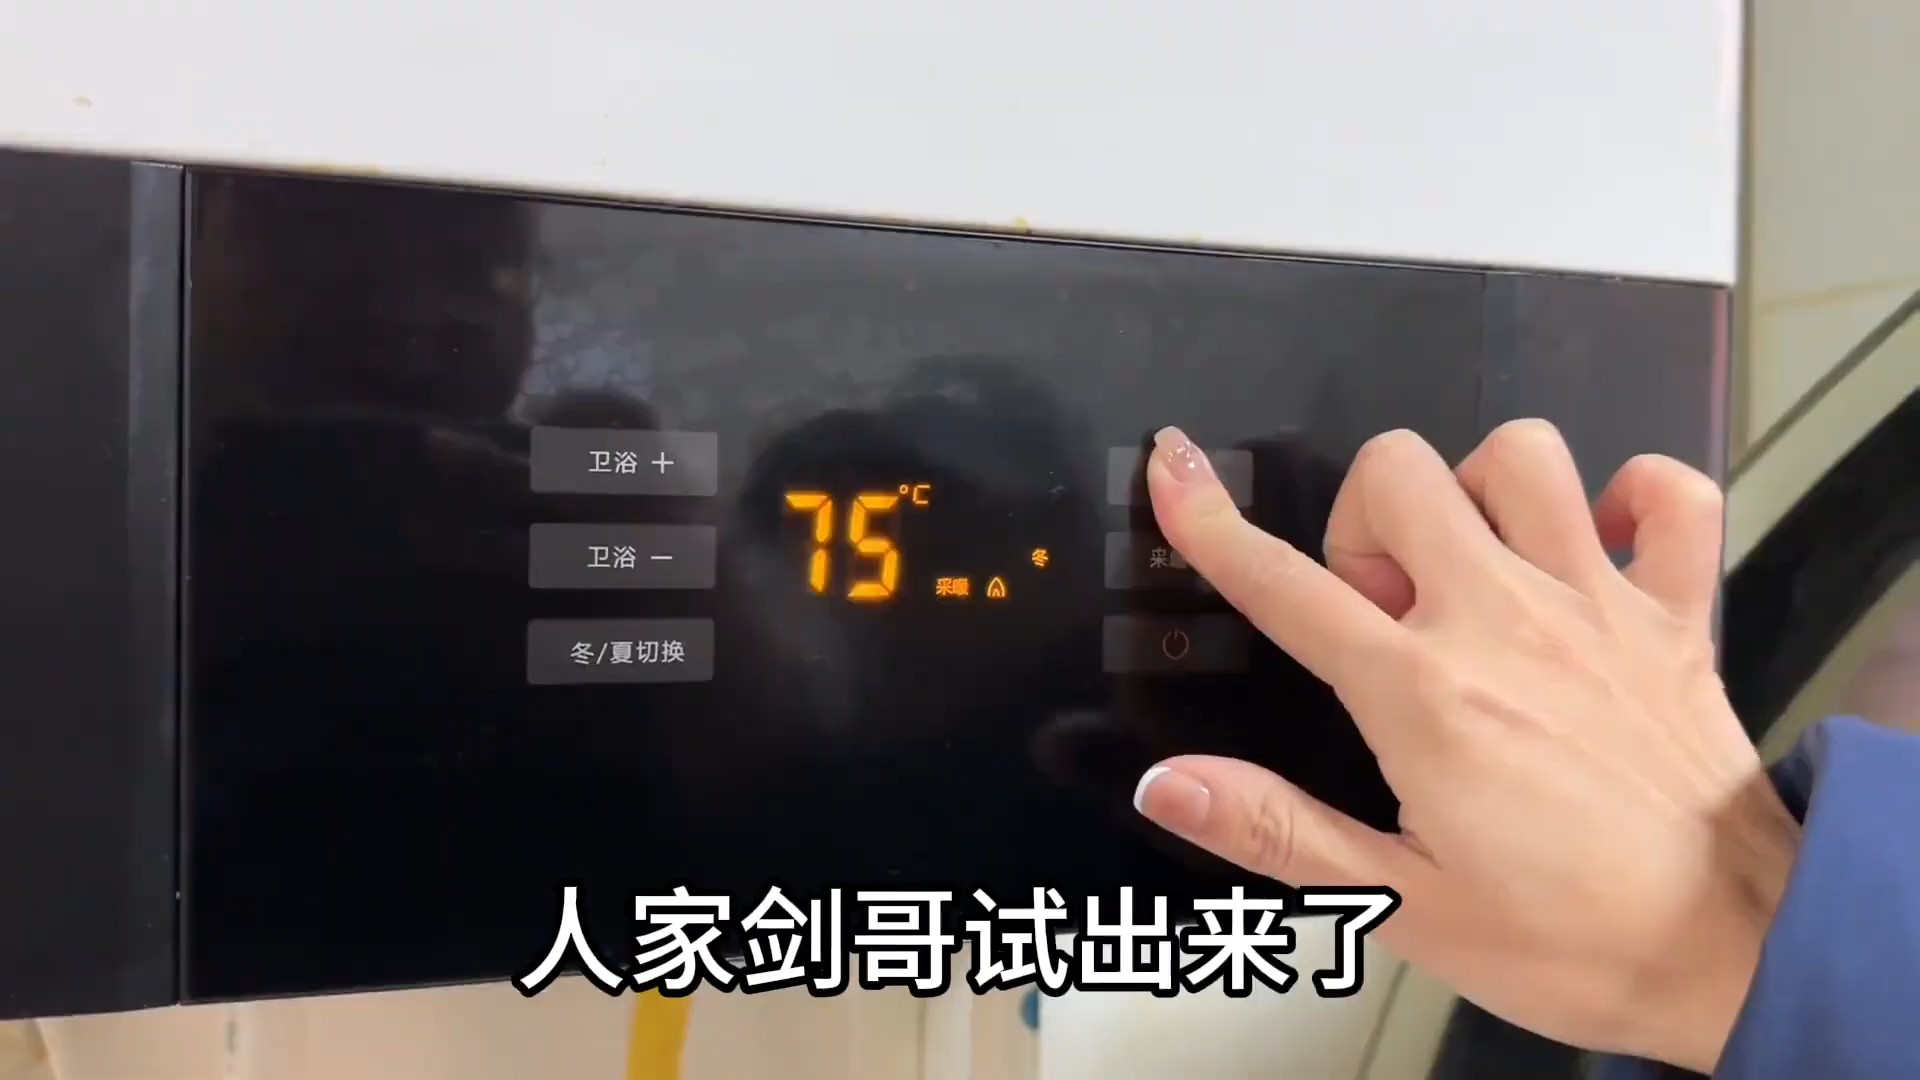 卫浴 +
75°C
冬
卫浴 −
采暖
冬/夏切换
人家剑哥试出来了